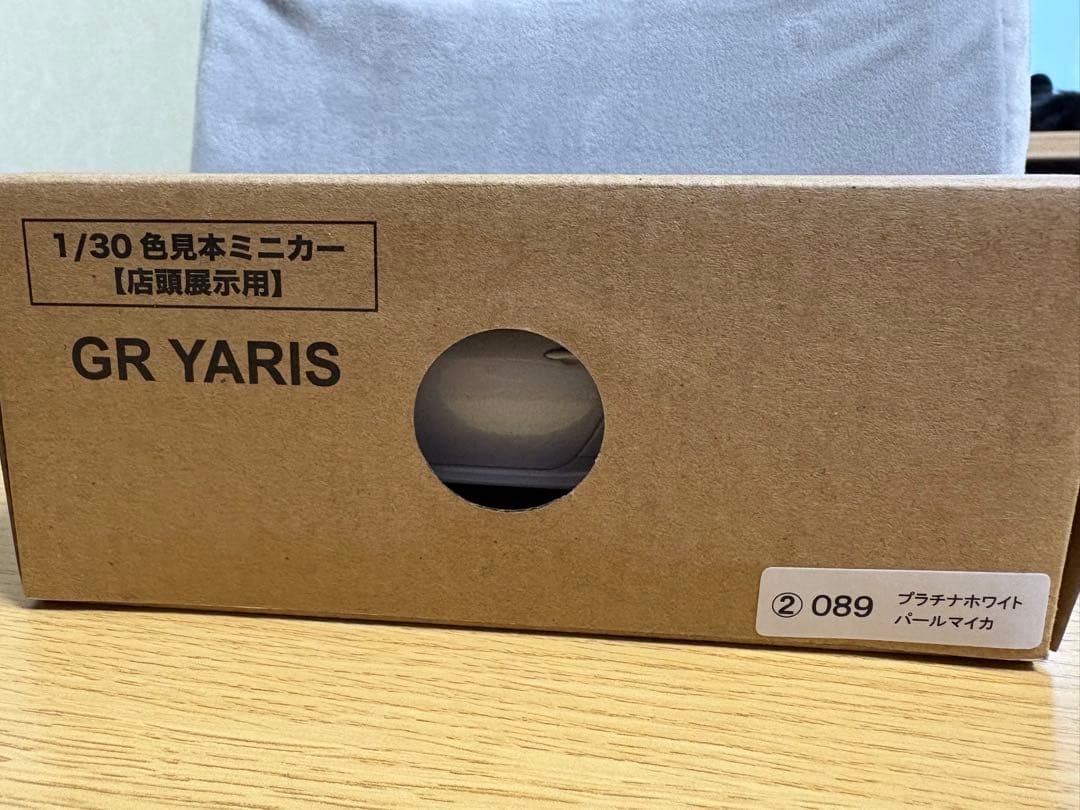 1/30 色見本ミニカー
【店頭展示用】
GR YARIS
② 089 プラチナホワイト
パールマイカ